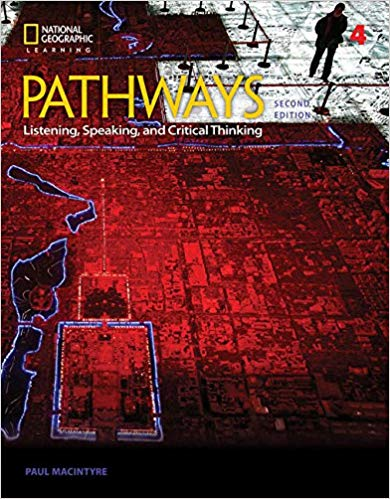 NATIONAL
GEOGRAPHIC
LEARNING
4
PATHWAYS
SECOND
EDITION
Listening, Speaking, and Critical Thinking
PAUL MACINTYRE